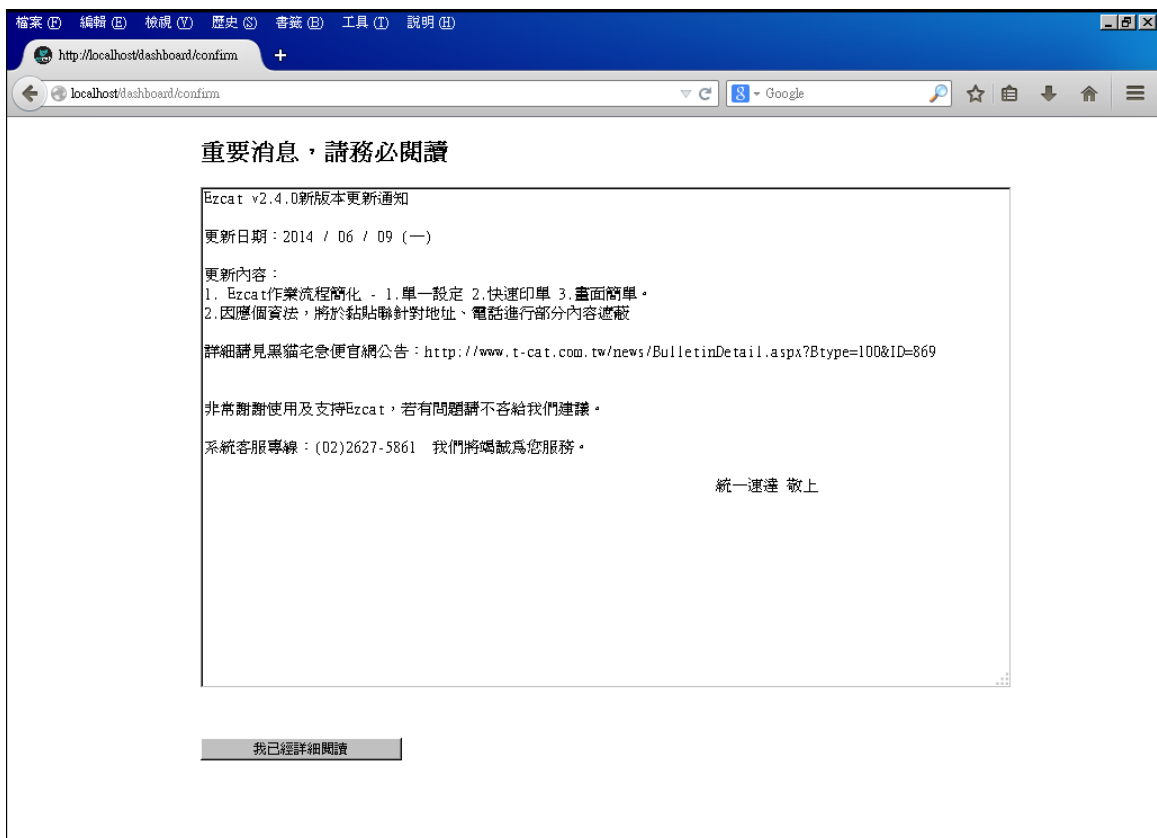 檔案(F) 編輯(E) 檢視(V) 歷史(S) 書籤(B) 工具(T) 說明(H)
http://localhost/dashboard/confirm
localhost/dashboard/confirm
Google
重要消息，請務必閱讀
Ezcat v2.4.0新版本更新通知
更新日期：2014 / 06 / 09 (一)
更新內容：
1. Ezcat作業流程簡化 - 1.單一設定 2.快速印單 3.畫面簡單。
2.因應個資法，將於黏貼聯針對地址、電話進行部分內容遮蔽
詳細請見黑貓宅急便官網公告：http://www.t-cat.com.tw/news/BulletinDetail.aspx?Btype=100&ID=869
非常謝謝使用及支持Ezcat，若有問題請不吝給我們建議。
系統客服專線：(02)2627-5861 我們將竭誠為您服務。
統一速達 敬上
我已經詳細閱讀